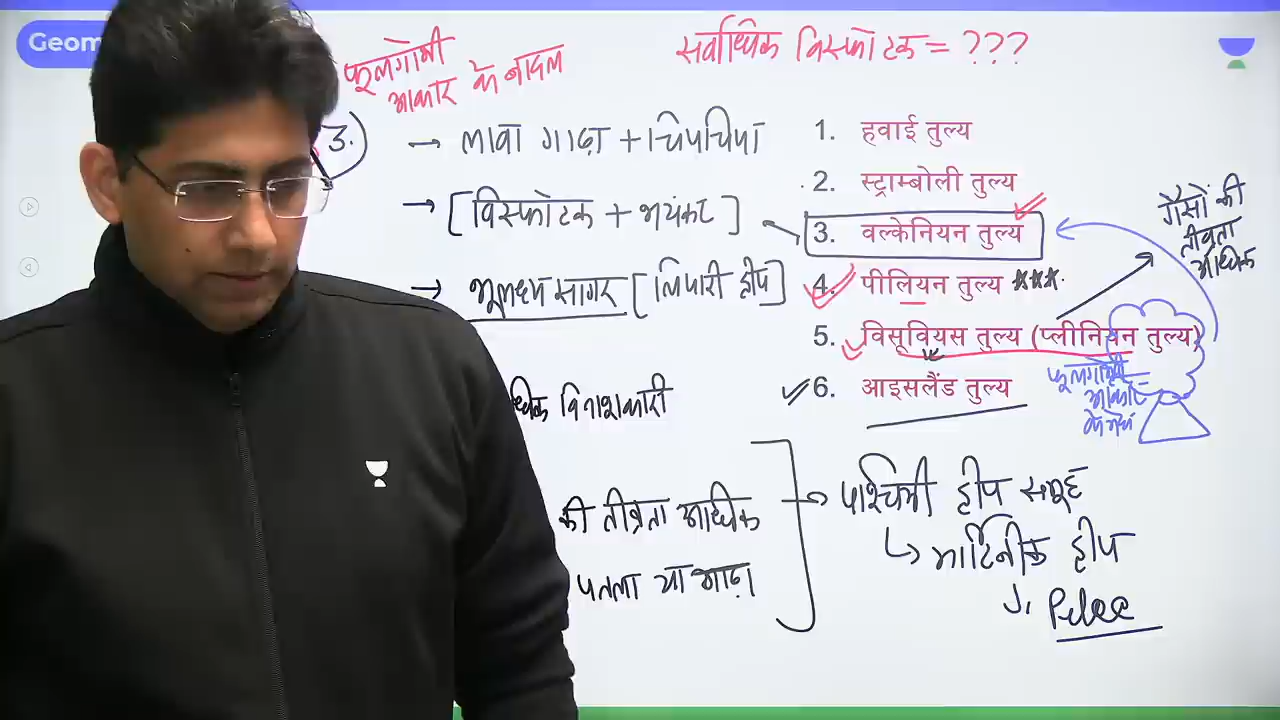 Geom
फूलगोभी
आकार के बादल
सर्वाधिक विस्फोटक = ???
3.
→ लावा गाढ़ा + चिपचिपा
→ [विस्फोटक + भयंकर]
→ भूमध्य सागर [लिपारी द्वीप]
धिक विनाशकारी
की तीव्रता अधिक
पतला या गाढ़ा
1. हवाई तुल्य
2. स्ट्राम्बोली तुल्य
3. वल्केनियन तुल्य
4. पीलियन तुल्य ***
5. विसूवियस तुल्य (प्लीनियन तुल्य)
6. आइसलैंड तुल्य
गैसों की
तीव्रता
अधिक
फूलगोभी
आकार
के मेघ
पश्चिमी द्वीप समूह
↳ मार्टिनीक द्वीप
Pelee